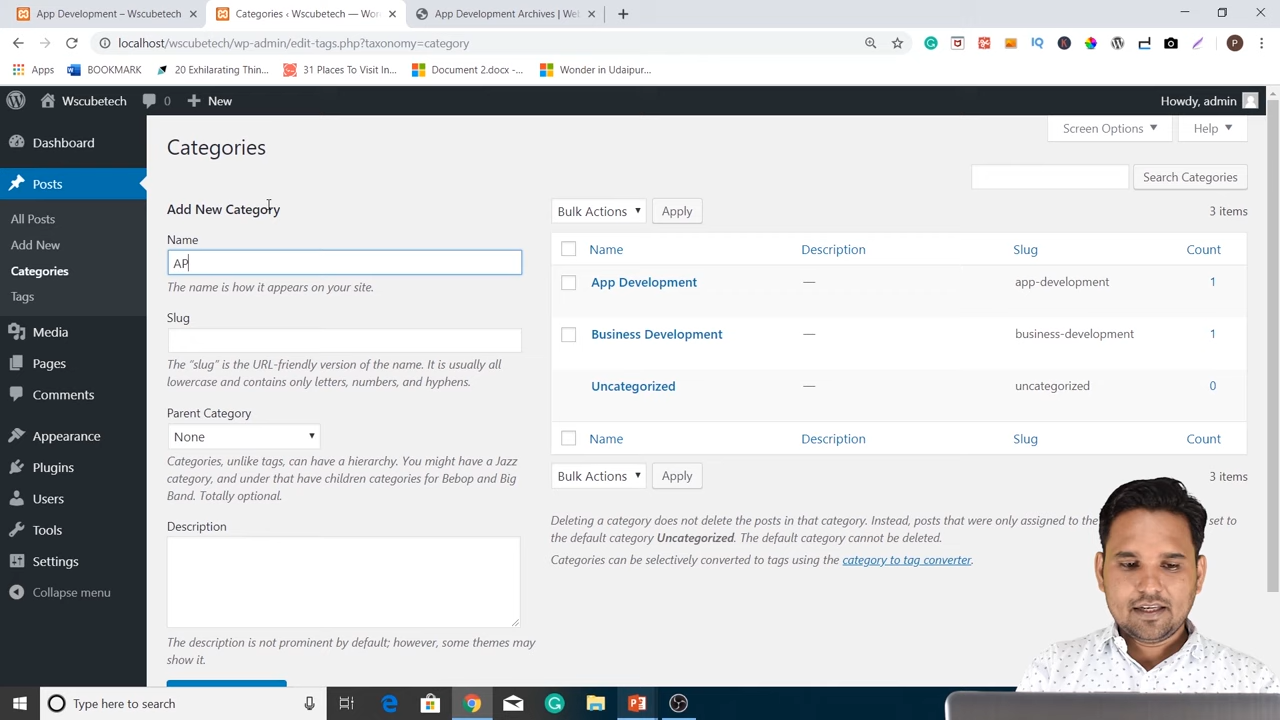 App Development – Wscubetech
Categories ‹ Wscubetech — Wor
App Development Archives | Web
localhost/wscubetech/wp-admin/edit-tags.php?taxonomy=category
Apps
BOOKMARK
20 Exhilarating Thin...
31 Places To Visit In...
Document 2.docx -...
Wonder in Udaipur...
Wscubetech
0
New
Howdy, admin
Dashboard
Posts
All Posts
Add New
Categories
Tags
Media
Pages
Comments
Appearance
Plugins
Users
Tools
Settings
Collapse menu
Screen Options
Help
Categories
Search Categories
Add New Category
Name
AP
The name is how it appears on your site.
Slug
The “slug” is the URL-friendly version of the name. It is usually all
lowercase and contains only letters, numbers, and hyphens.
Parent Category
None
Categories, unlike tags, can have a hierarchy. You might have a Jazz
category, and under that have children categories for Bebop and Big
Band. Totally optional.
Description
The description is not prominent by default; however, some themes may
show it.
Bulk Actions
Apply
3 items
Name Description Slug Count
App Development — app-development 1
Business Development — business-development 1
Uncategorized — uncategorized 0
Name Description Slug Count
Bulk Actions
Apply
3 items
Deleting a category does not delete the posts in that category. Instead, posts that were only assigned to the set to
the default category Uncategorized. The default category cannot be deleted.
Categories can be selectively converted to tags using the category to tag converter.
Type here to search